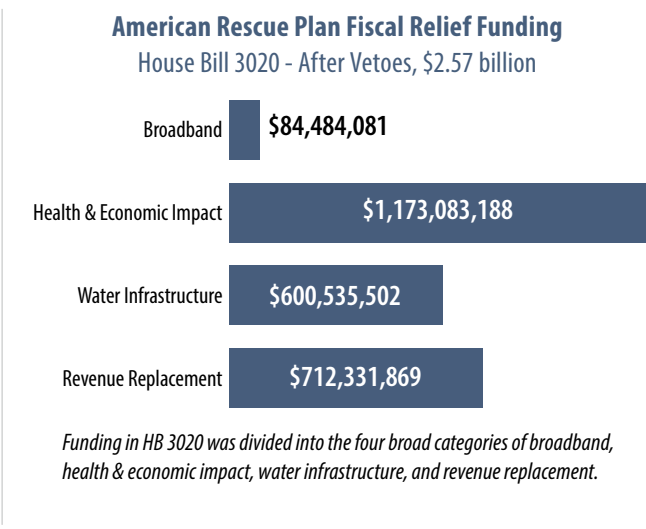 American Rescue Plan Fiscal Relief Funding
House Bill 3020 - After Vetoes, $2.57 billion
Broadband $84,484,081
Health & Economic Impact $1,173,083,188
Water Infrastructure $600,535,502
Revenue Replacement $712,331,869
Funding in HB 3020 was divided into the four broad categories of broadband,
health & economic impact, water infrastructure, and revenue replacement.